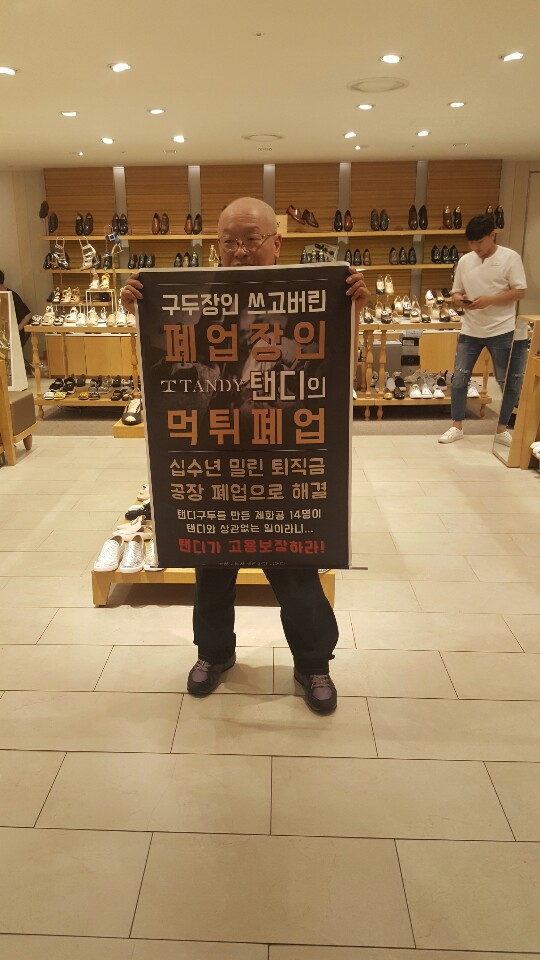 구두장인 쓰고버린
폐업장인
TANDY 탠디의
먹튀폐업
십수년 밀린 퇴직금
공장 폐업으로 해결
탠디구두를 만든 제화공 14명이
탠디와 상관없는 일이라니...
탠디가 고용보장하라!